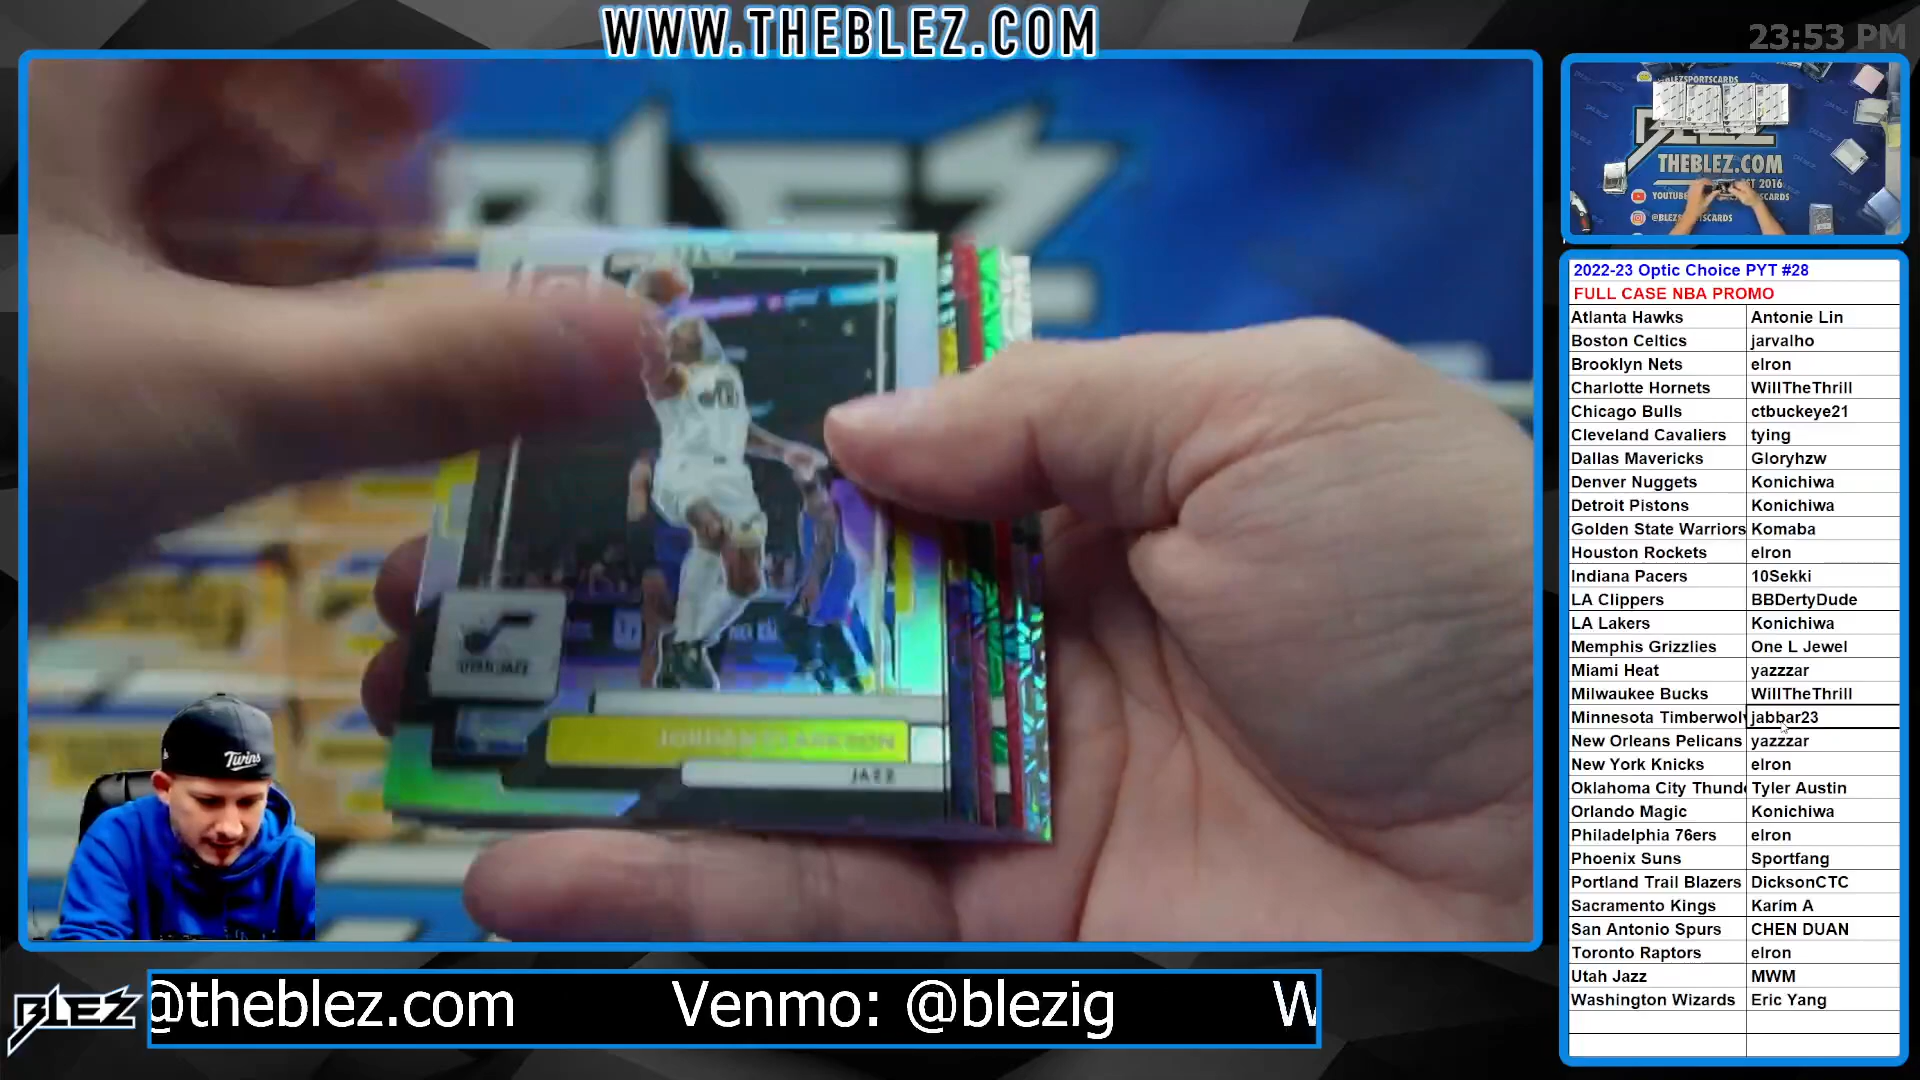 WWW.THEBLEZ.COM
23:53 PM
BLEZ
THEBLEZ.COM
JORDAN CLARKSON
JAZZ
Twins
2022-23 Optic Choice PYT #28
FULL CASE NBA PROMO
Atlanta Hawks Antonie Lin
Boston Celtics jarvalho
Brooklyn Nets elron
Charlotte Hornets WillTheThrill
Chicago Bulls ctbuckeye21
Cleveland Cavaliers tying
Dallas Mavericks Gloryhzw
Denver Nuggets Konichiwa
Detroit Pistons Konichiwa
Golden State Warriors Komaba
Houston Rockets elron
Indiana Pacers 10Sekki
LA Clippers BBDertyDude
LA Lakers Konichiwa
Memphis Grizzlies One L Jewel
Miami Heat yazzzar
Milwaukee Bucks WillTheThrill
Minnesota Timberwolv jabbar23
New Orleans Pelicans yazzzar
New York Knicks elron
Oklahoma City Thund Tyler Austin
Orlando Magic Konichiwa
Philadelphia 76ers elron
Phoenix Suns Sportfang
Portland Trail Blazers DicksonCTC
Sacramento Kings Karim A
San Antonio Spurs CHEN DUAN
Toronto Raptors elron
Utah Jazz MWM
Washington Wizards Eric Yang
BLEZ
@theblez.com Venmo: @blezig W